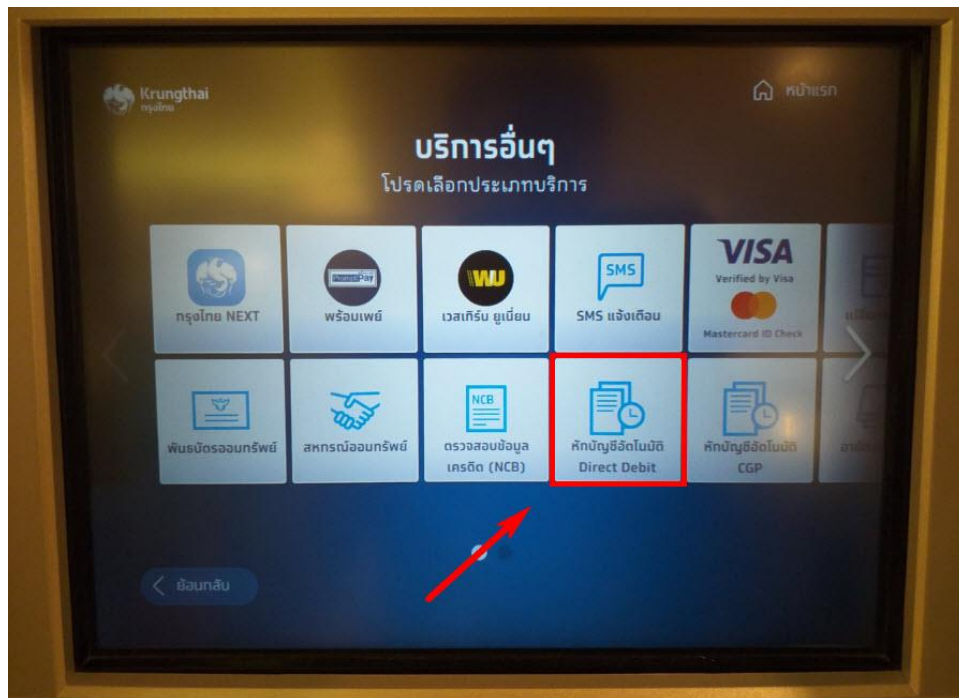 Krungthai
กรุงไทย
หน้าแรก
บริการอื่นๆ
โปรดเลือกประเภทบริการ
กรุงไทย NEXT
PromptPay
พร้อมเพย์
WU
เวสเทิร์น ยูเนี่ยน
SMS
SMS แจ้งเตือน
VISA
Verified by Visa
Mastercard ID Check
พันธบัตรออมทรัพย์
สหกรณ์ออมทรัพย์
NCB
ตรวจสอบข้อมูล
เครดิต (NCB)
หักบัญชีอัตโนมัติ
Direct Debit
หักบัญชีอัตโนมัติ
CGP
ย้อนกลับ